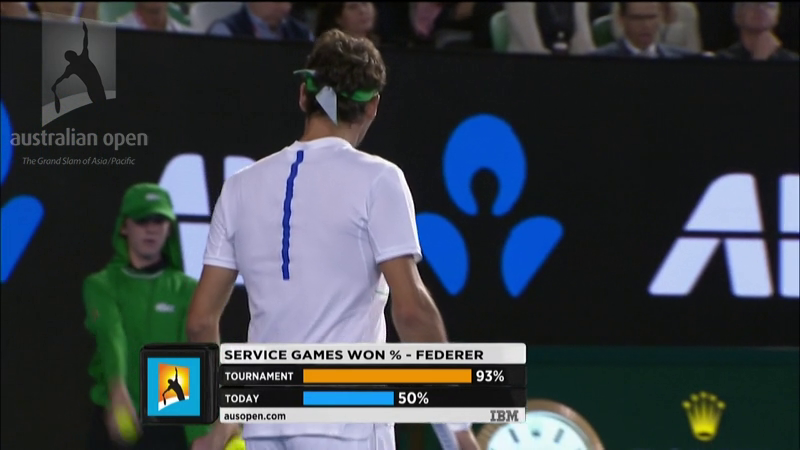 australian open
The Grand Slam of Asia/Pacific
SERVICE GAMES WON % - FEDERER
TOURNAMENT 93%
TODAY 50%
ausopen.com IBM